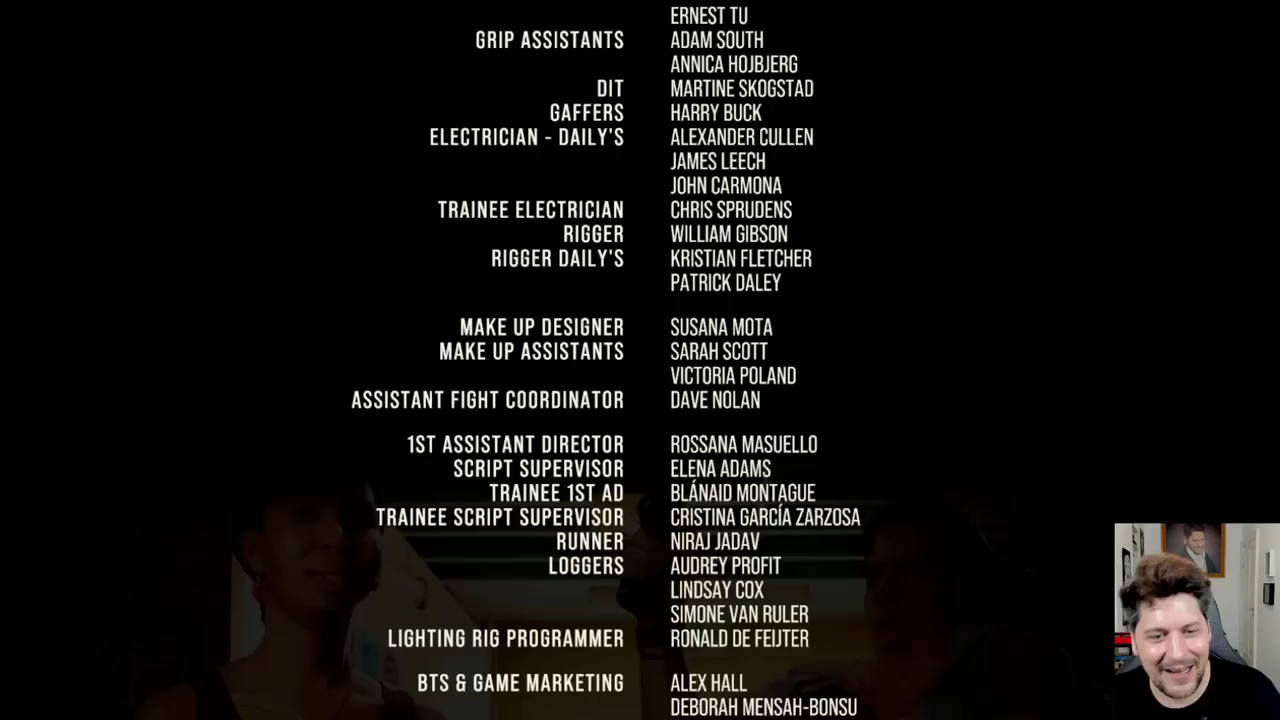 ERNEST TU
GRIP ASSISTANTS ADAM SOUTH
ANNICA HOJBJERG
DIT MARTINE SKOGSTAD
GAFFERS HARRY BUCK
ELECTRICIAN - DAILY'S ALEXANDER CULLEN
JAMES LEECH
JOHN CARMONA
TRAINEE ELECTRICIAN CHRIS SPRUDENS
RIGGER WILLIAM GIBSON
RIGGER DAILY'S KRISTIAN FLETCHER
PATRICK DALEY
MAKE UP DESIGNER SUSANA MOTA
MAKE UP ASSISTANTS SARAH SCOTT
VICTORIA POLAND
ASSISTANT FIGHT COORDINATOR DAVE NOLAN
1ST ASSISTANT DIRECTOR ROSSANA MASUELLO
SCRIPT SUPERVISOR ELENA ADAMS
TRAINEE 1ST AD BLÁNAID MONTAGUE
TRAINEE SCRIPT SUPERVISOR CRISTINA GARCÍA ZARZOSA
RUNNER NIRAJ JADAV
LOGGERS AUDREY PROFIT
LINDSAY COX
SIMONE VAN RULER
LIGHTING RIG PROGRAMMER RONALD DE FEIJTER
BTS & GAME MARKETING ALEX HALL
DEBORAH MENSAH-BONSU